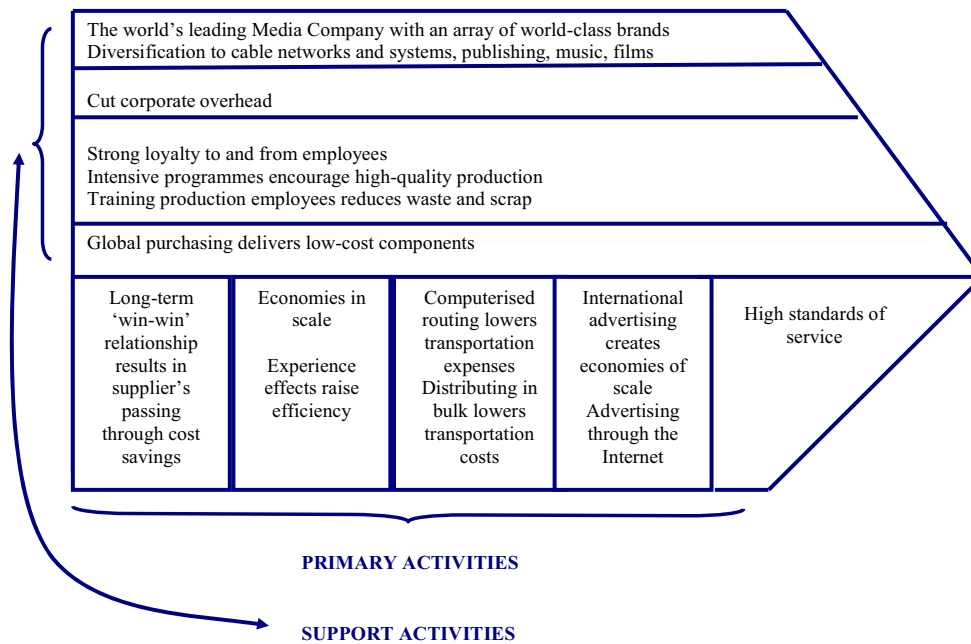 The world’s leading Media Company with an array of world-class brands
Diversification to cable networks and systems, publishing, music, films
Cut corporate overhead
Strong loyalty to and from employees
Intensive programmes encourage high-quality production
Training production employees reduces waste and scrap
Global purchasing delivers low-cost components
Long-term
‘win-win’
relationship
results in
supplier’s
passing
through cost
savings
Economies in
scale
Experience
effects raise
efficiency
Computerised
routing lowers
transportation
expenses
Distributing in
bulk lowers
transportation
costs
International
advertising
creates
economies of
scale
Advertising
through the
Internet
High standards of
service
PRIMARY ACTIVITIES
SUPPORT ACTIVITIES